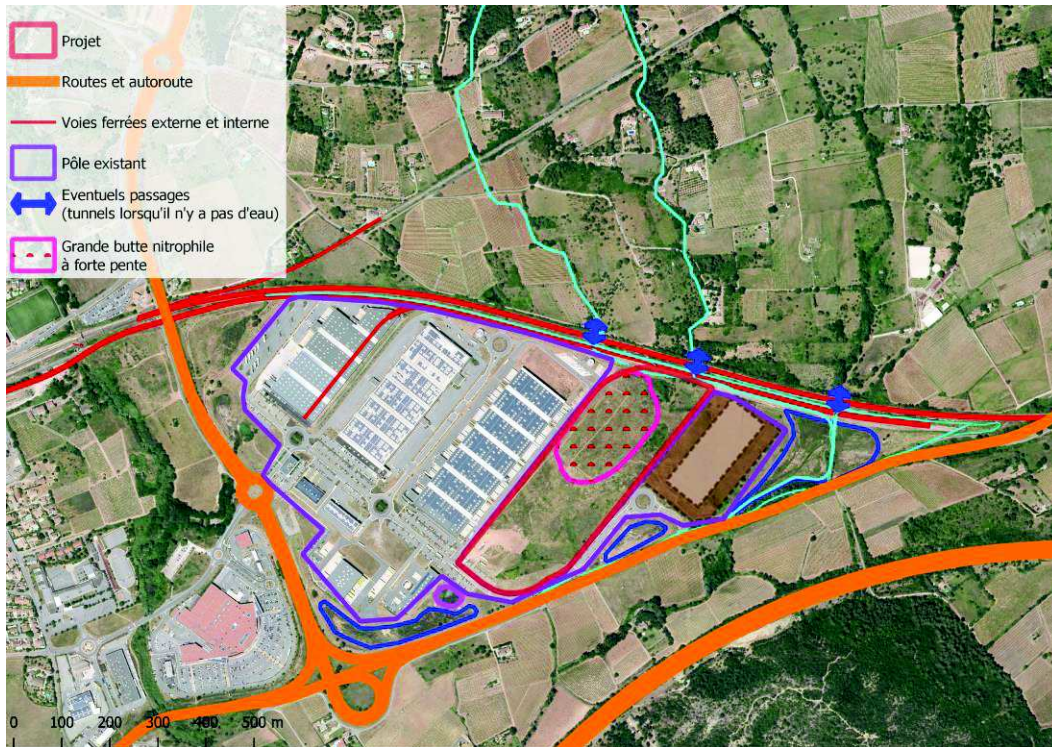 Projet
Routes et autoroute
Voies ferrées externe et interne
Pôle existant
Eventuels passages
(tunnels lorsqu'il n'y a pas d'eau)
Grande butte nitrophile
à forte pente
0 100 200 300 400 500 m